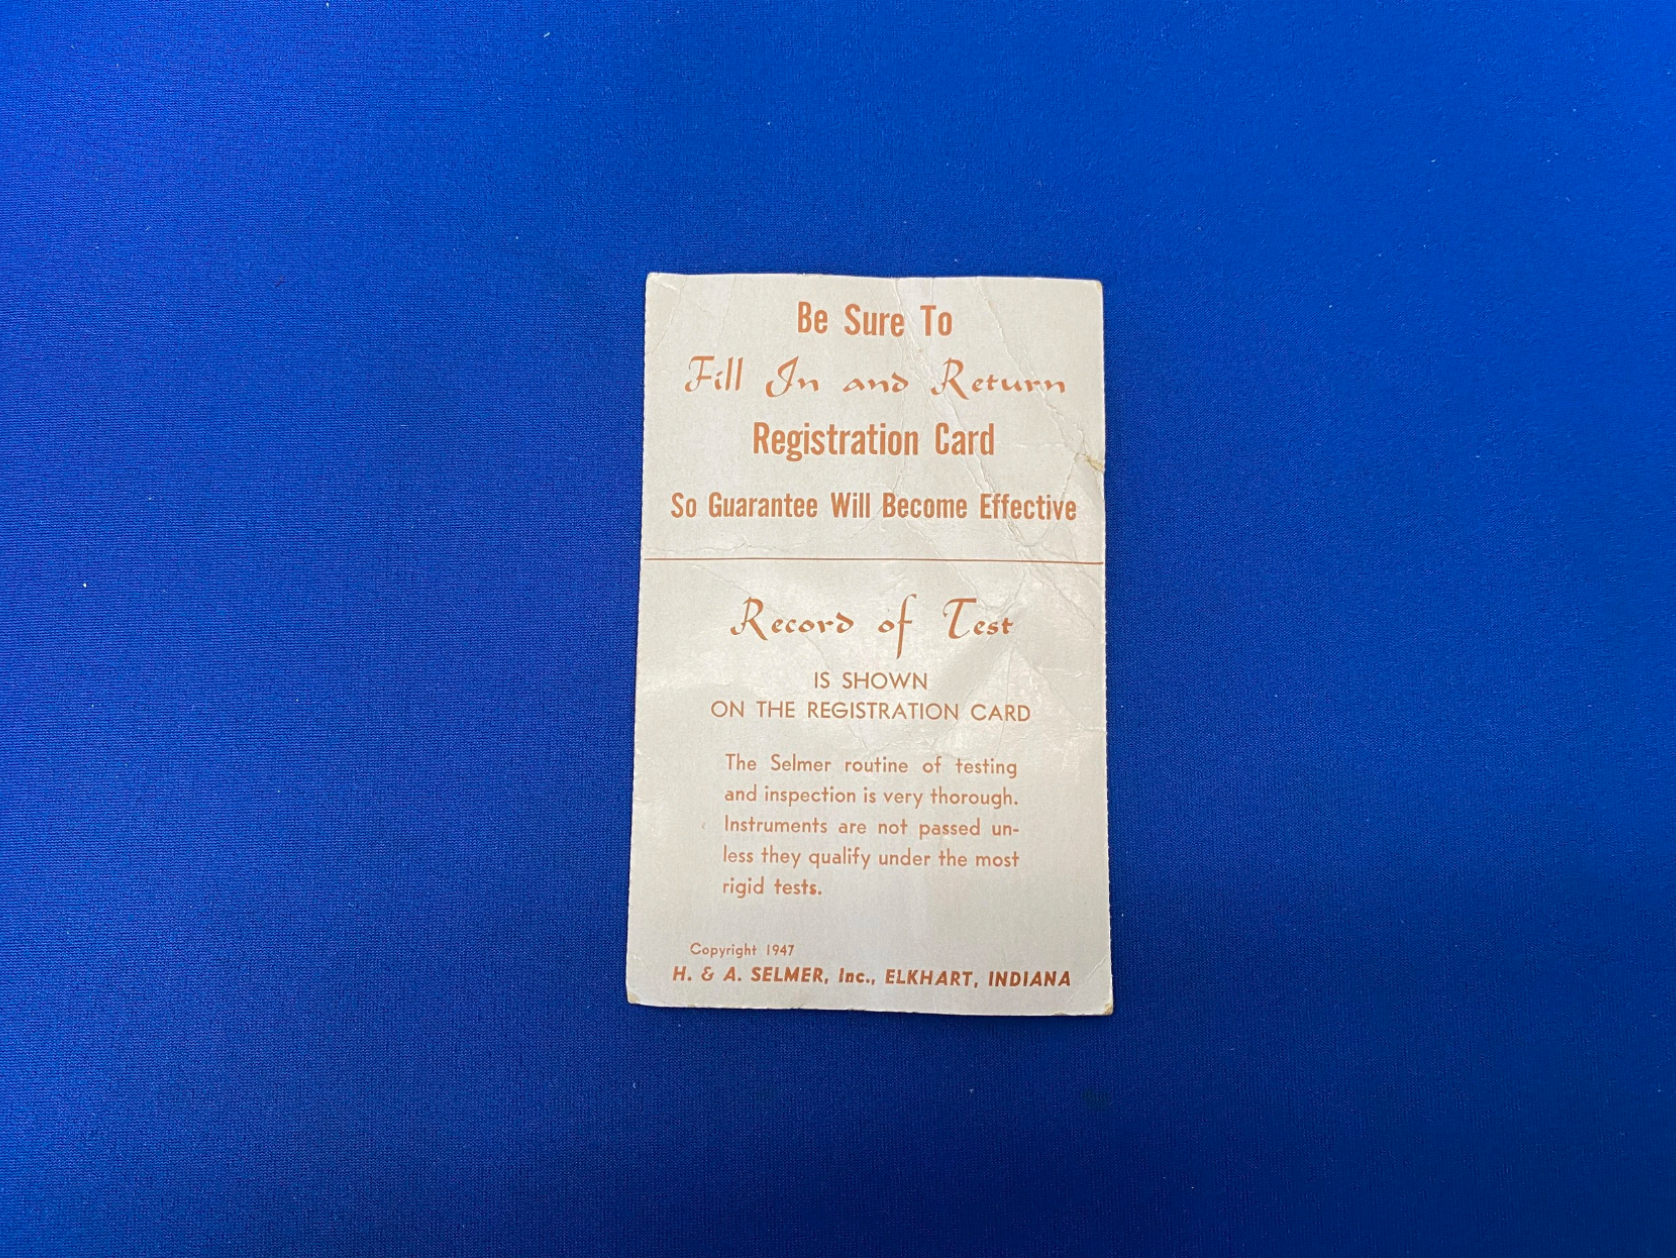 Be Sure To
Fill In and Return
Registration Card
So Guarantee Will Become Effective
Record of Test
IS SHOWN
ON THE REGISTRATION CARD
The Selmer routine of testing
and inspection is very thorough.
Instruments are not passed un-
less they qualify under the most
rigid tests.
Copyright 1947
H. & A. SELMER, Inc., ELKHART, INDIANA